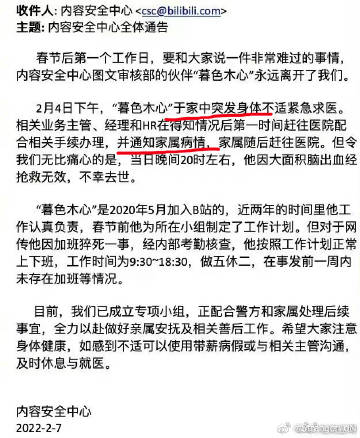 收件人： 内容安全中心 <csc@bilibili.com>
主题： 内容安全中心全体通告
春节后第一个工作日，要和大家说一件非常难过的事情，
内容安全中心图文审核部的伙伴“暮色木心”永远离开了我们。
2月4日下午，“暮色木心”于家中突发身体不适紧急求医。
相关业务主管、经理和HR在得知情况后第一时间赶往医院配
合相关手续办理，并通知家属病情，家属随后赶往医院。但令
我们无比痛心的是，当日晚间20时左右，他因大面积脑出血经
抢救无效，不幸去世。
“暮色木心”是2020年5月加入B站的，近两年的时间里他工
作认真负责，春节前他为所在小组制定了工作计划。但对于网
传他因加班猝死一事，经内部考勤核查，他按照工作计划正常
上下班，工作时间为9:30~18:30，做五休二，在事发前一周内
未存在加班等情况。
目前，我们已成立专项小组，正配合警方和家属处理后续
事宜，全力以赴做好亲属安抚及相关善后工作。希望大家注意
身体健康，如感到不适可以使用带薪病假或与相关主管沟通，
及时休息与就医。
内容安全中心
2022-2-7